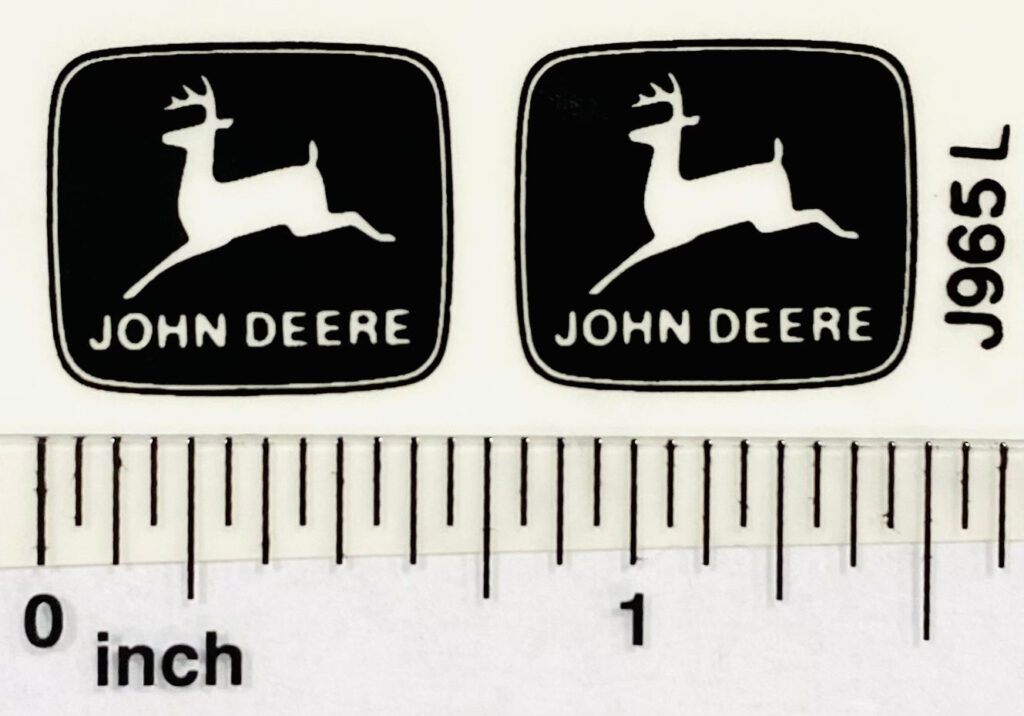 JOHN DEERE
JOHN DEERE
J965 L
0
1
inch